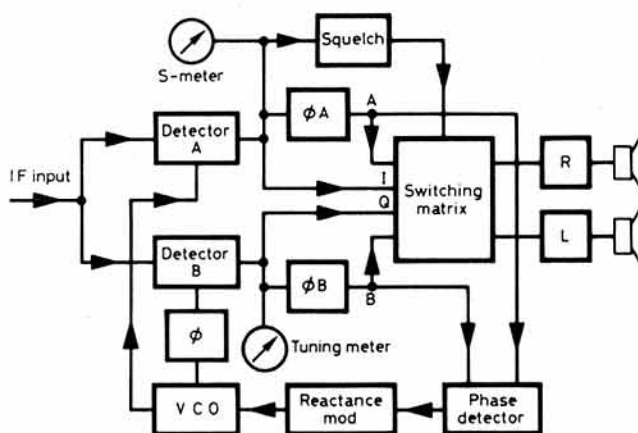 Squelch
S-meter
ϕA
A
Detector
A
IF input
I
Q
Switching
matrix
R
L
Detector
B
ϕB
B
ϕ
Tuning meter
VCO
Reactance
mod
Phase
detector